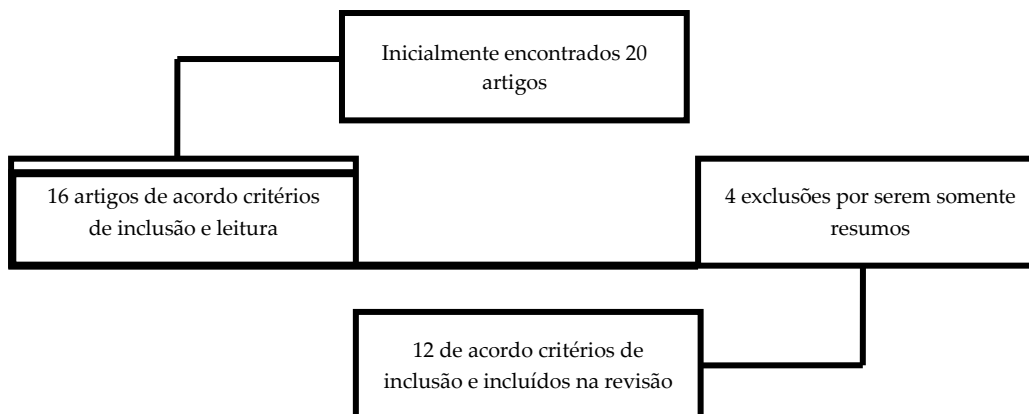 Inicialmente encontrados 20
artigos
16 artigos de acordo critérios
de inclusão e leitura
4 exclusões por serem somente
resumos
12 de acordo critérios de
inclusão e incluídos na revisão